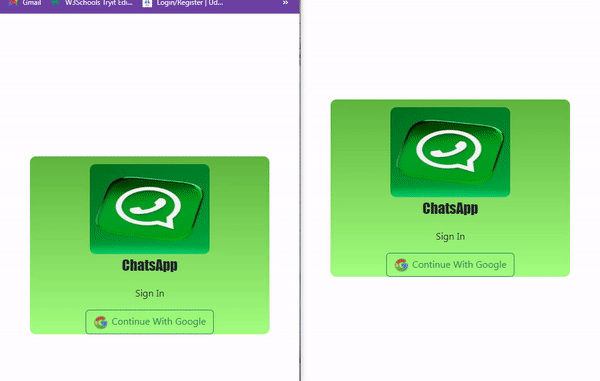 Gmail
W3Schools Tryit Edi...
Login/Register | Ud...
»
ChatsApp
Sign In
Continue With Google
ChatsApp
Sign In
Continue With Google